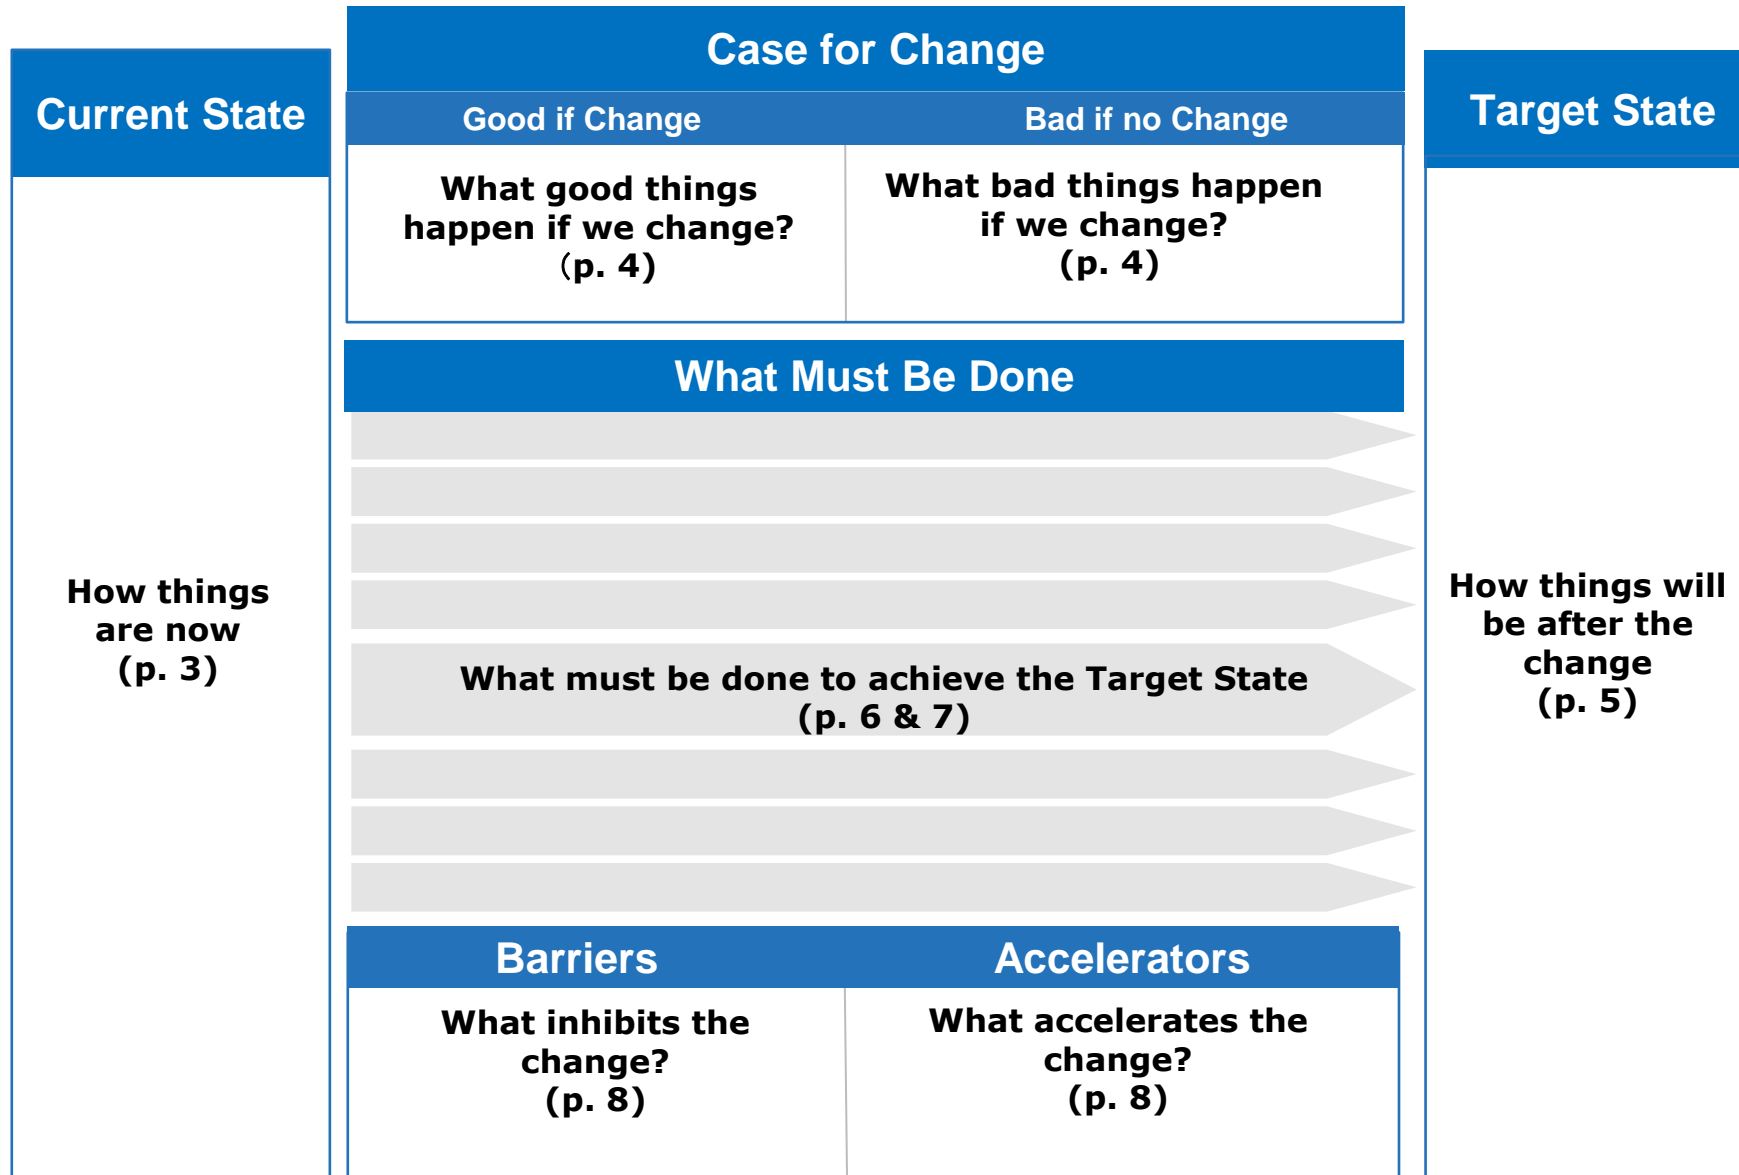 Current State
How things
are now
(p. 3)
Case for Change
Good if Change
Bad if no Change
What good things
happen if we change?
(p. 4)
What bad things happen
if we change?
(p. 4)
What Must Be Done
What must be done to achieve the Target State
(p. 6 & 7)
Barriers
Accelerators
What inhibits the
change?
(p. 8)
What accelerates the
change?
(p. 8)
Target State
How things will
be after the
change
(p. 5)